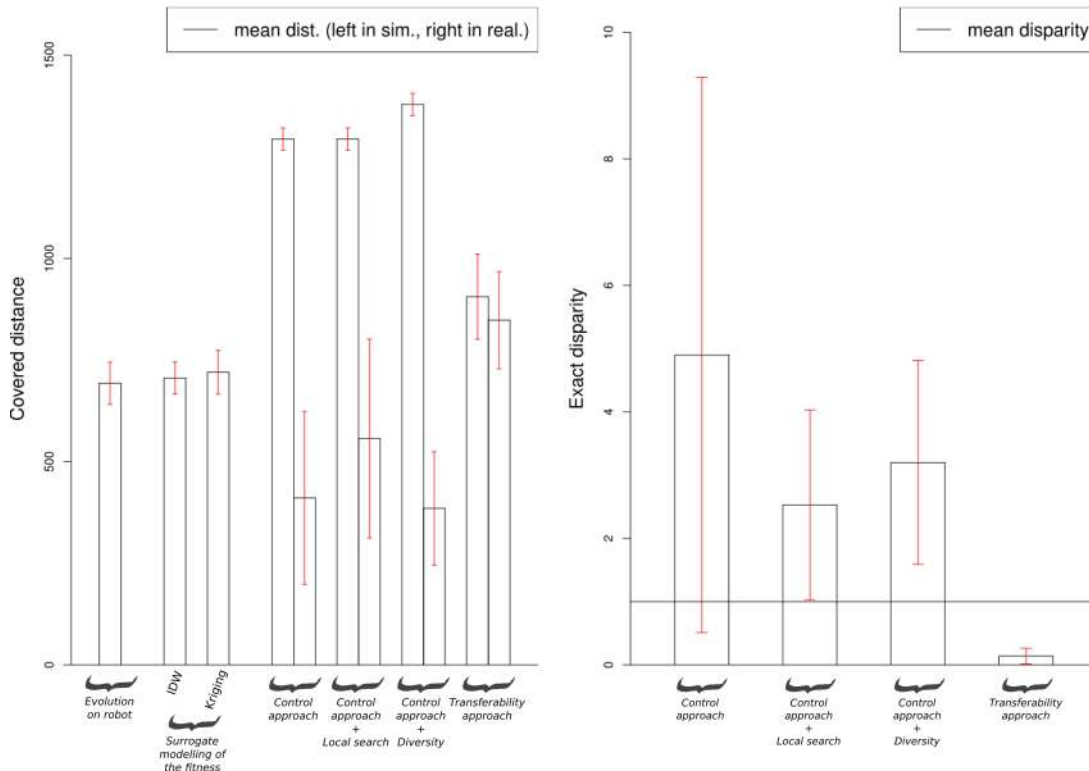 mean dist. (left in sim., right in real.)
Covered distance
1500
1000
500
0
Evolution
on robot
IDW
Kriging
Surrogate
modelling of
the fitness
Control
approach
Control
approach
+
Local search
Control
approach
+
Diversity
Transferability
approach
mean disparity
Exact disparity
10
8
6
4
2
0
Control
approach
Control
approach
+
Local search
Control
approach
+
Diversity
Transferability
approach